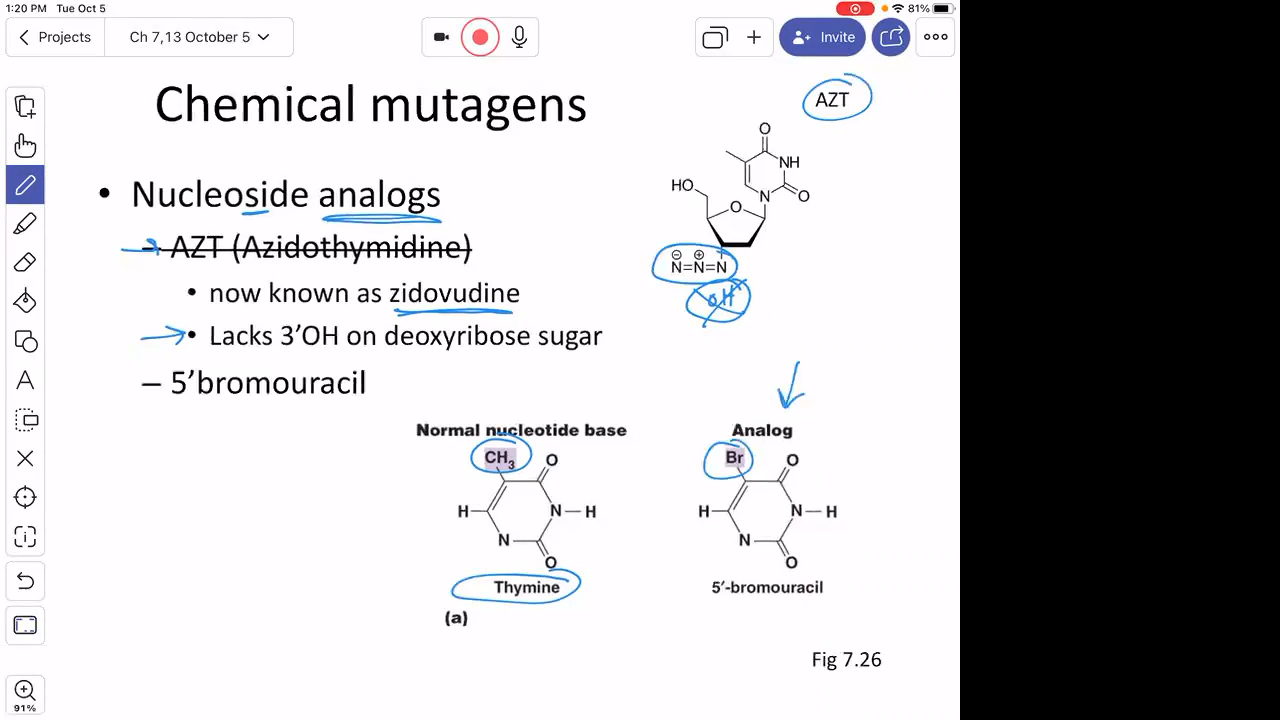 1:20 PM Tue Oct 5
81%
Projects
Ch 7,13 October 5
Invite
Chemical mutagens
AZT
• Nucleoside analogs
– AZT (Azidothymidine)
• now known as zidovudine
• Lacks 3’OH on deoxyribose sugar
– 5’bromouracil
O
NH
HO
N
O
O
N=N=N
OH
Normal nucleotide base
Analog
CH3
O
H
N
H
N
O
Thymine
(a)
Br
O
H
N
H
N
O
5′-bromouracil
Fig 7.26
A
91%